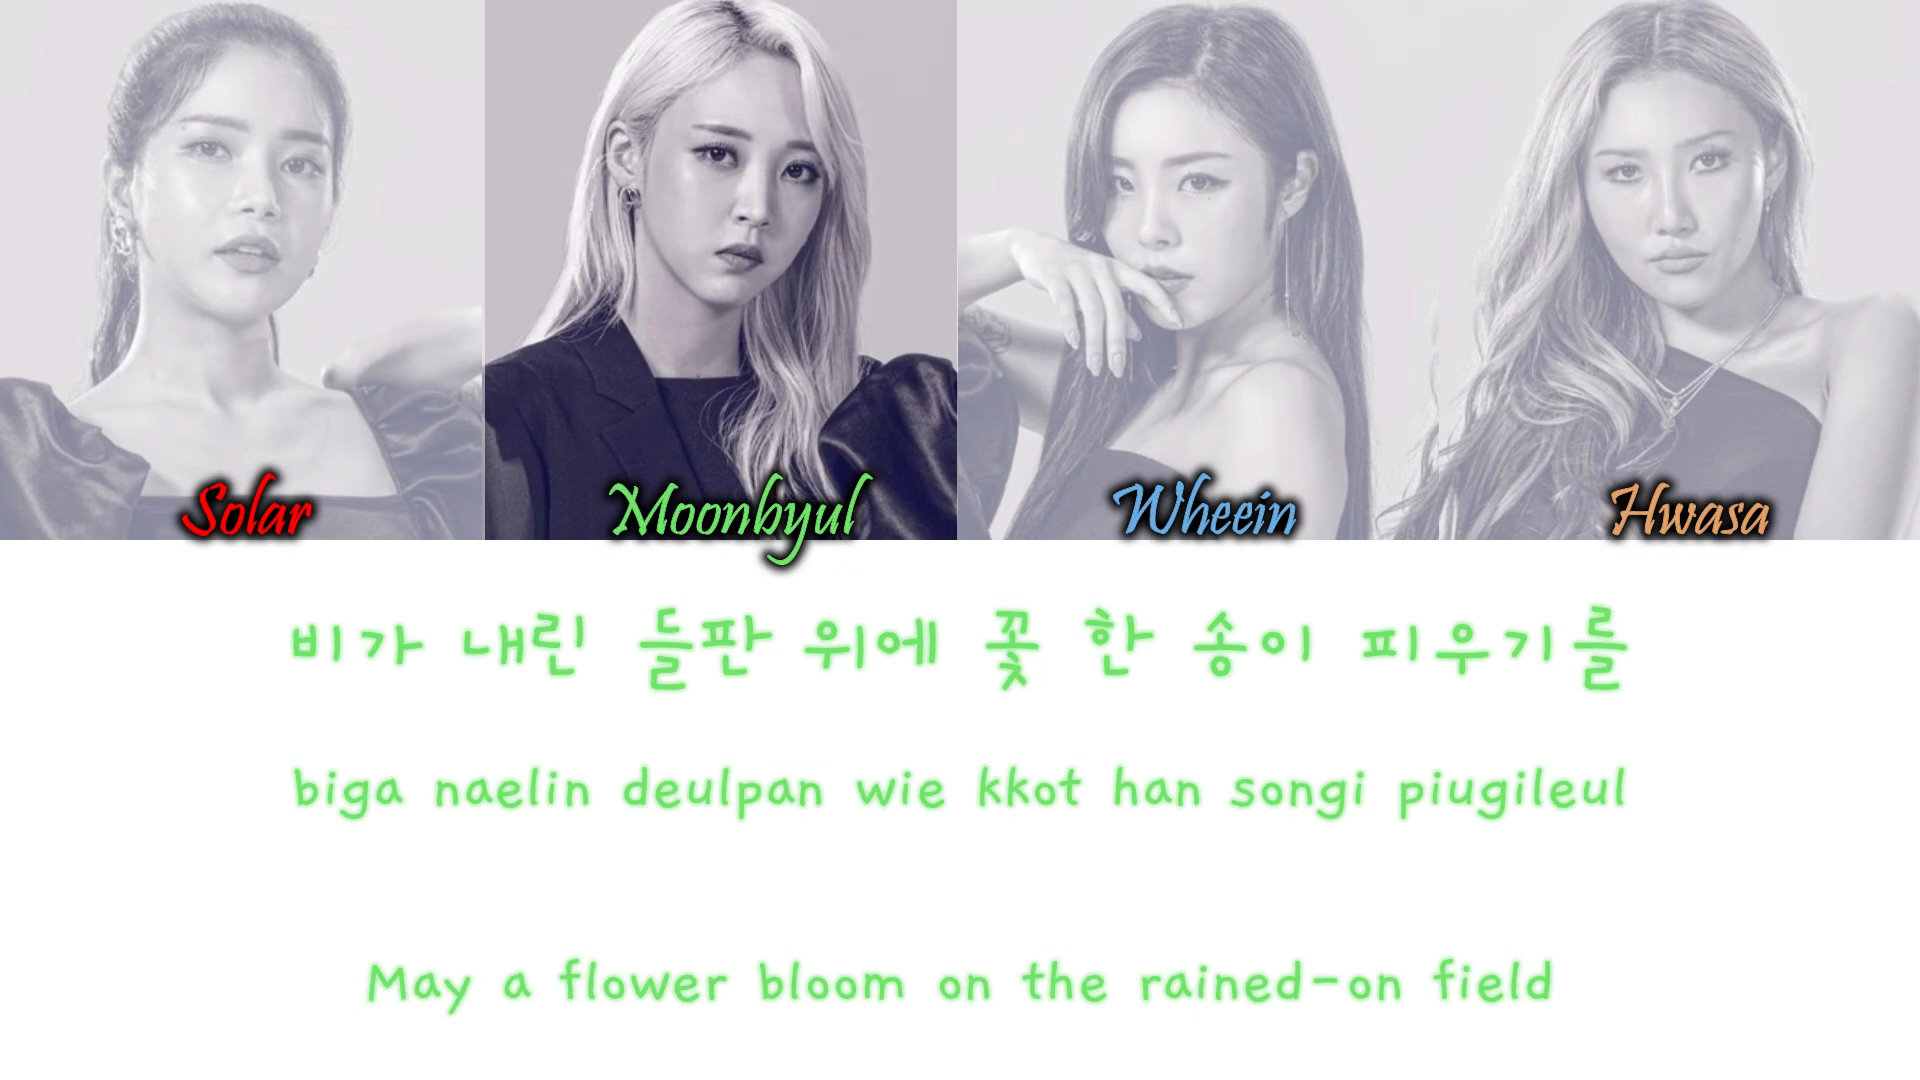 Solar Moonbyul Wheein Hwasa
비가 내린 들판 위에 꽃 한 송이 피우기를
biga naelin deulpan wie kkot han songi piugileul
May a flower bloom on the rained-on field